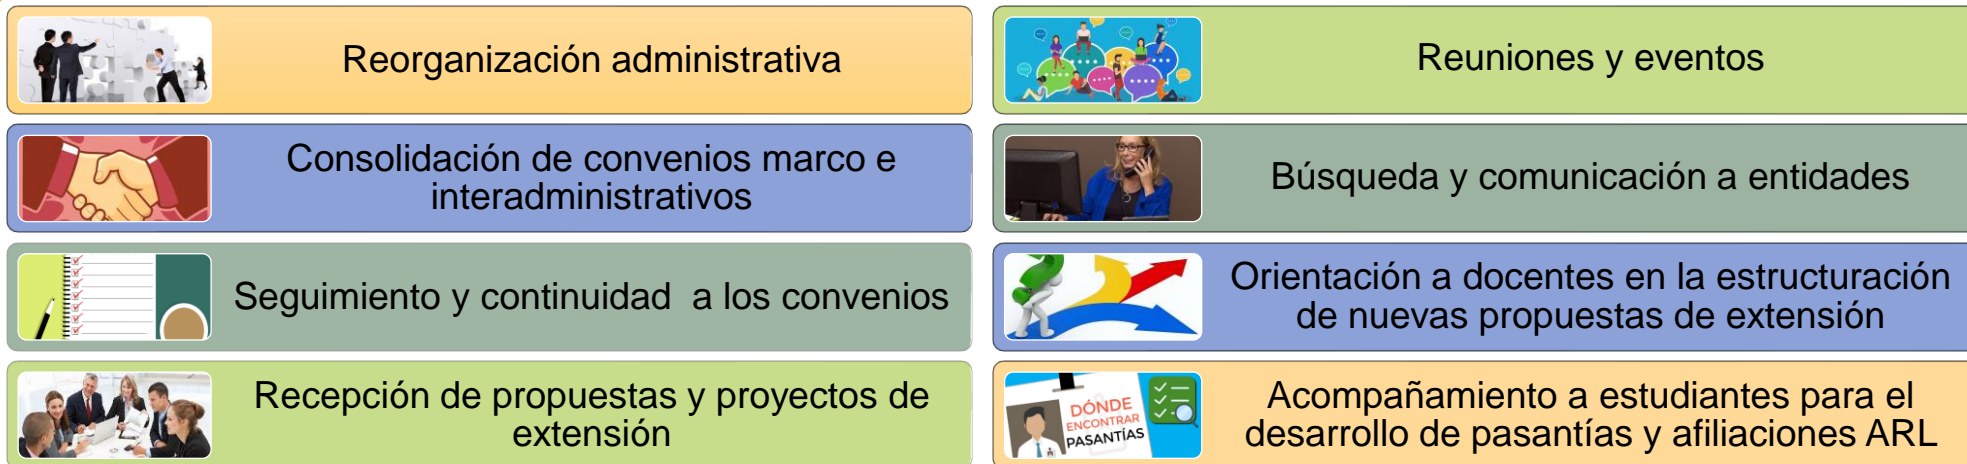 Reorganización administrativa
Consolidación de convenios marco e
interadministrativos
Seguimiento y continuidad  a los convenios
Recepción de propuestas y proyectos de
extensión
Reuniones y eventos
Búsqueda y comunicación a entidades
Orientación a docentes en la estructuración
de nuevas propuestas de extensión
DÓNDE
ENCONTRAR
PASANTÍAS
Acompañamiento a estudiantes para el
desarrollo de pasantías y afiliaciones ARL